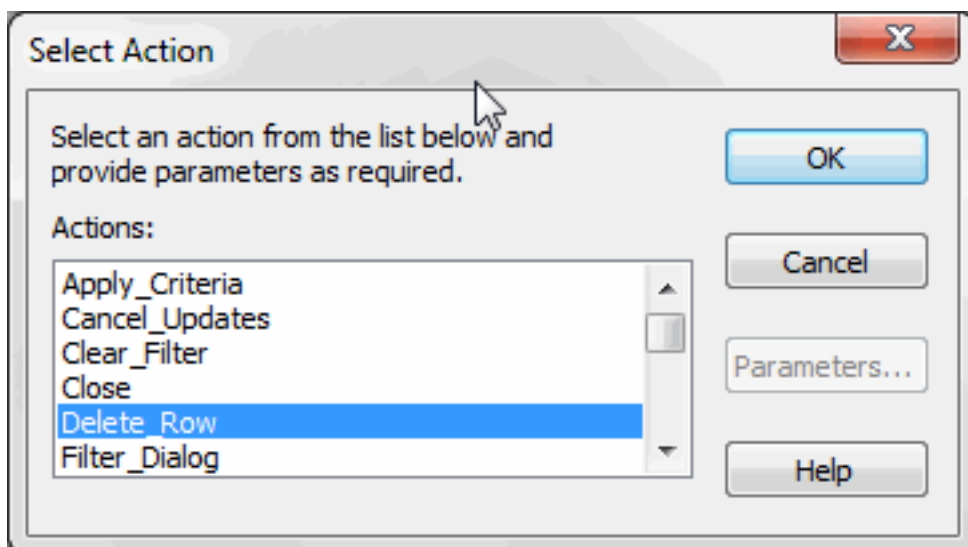 Select Action
Select an action from the list below and
provide parameters as required.
Actions:
Apply_Criteria
Cancel_Updates
Clear_Filter
Close
Delete_Row
Filter_Dialog
OK
Cancel
Parameters...
Help